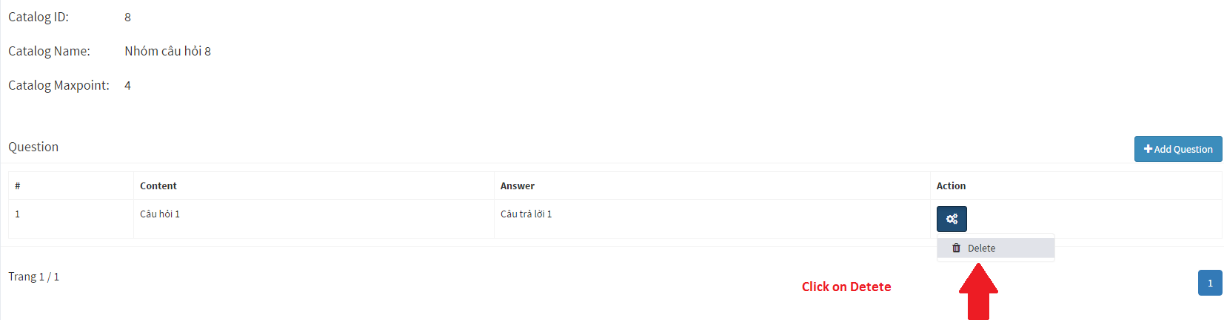 Catalog ID: 8
Catalog Name: Nhóm câu hỏi 8
Catalog Maxpoint: 4
Question
Add Question
# Content Answer Action
1 Câu hỏi 1 Câu trả lời 1
Delete
Trang 1 / 1
Click on Detete
1